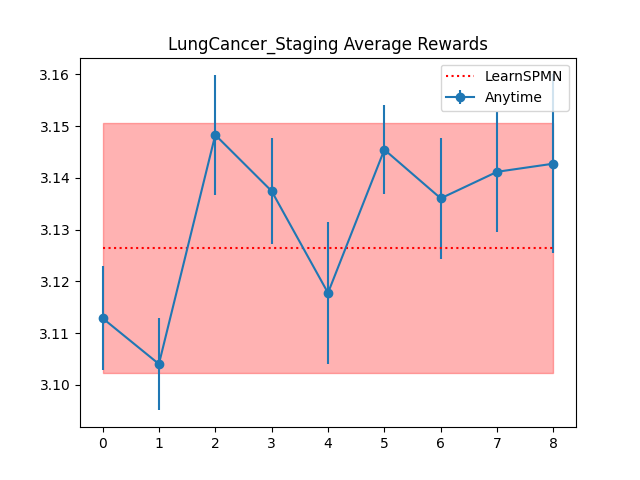 LungCancer_Staging Average Rewards
LearnSPMN
Anytime
3.16
3.15
3.14
3.13
3.12
3.11
3.10
0 1 2 3 4 5 6 7 8